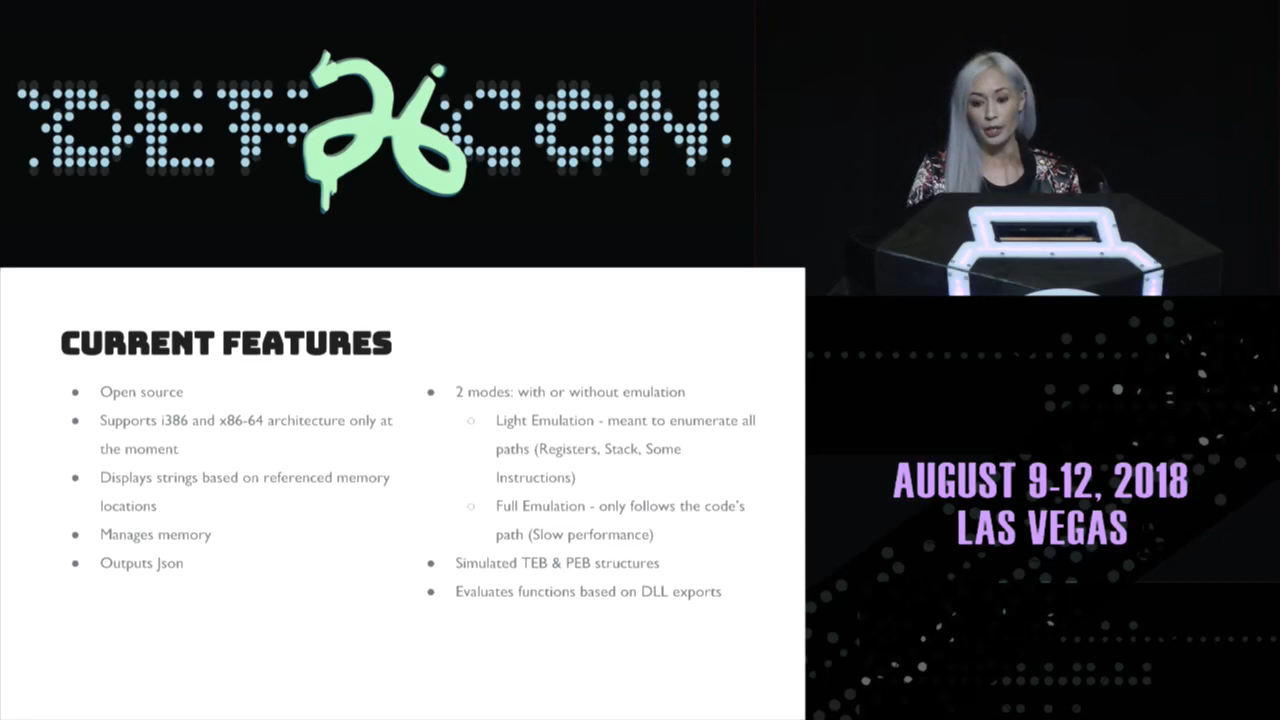 DEF 26 CON
AUGUST 9-12, 2018
LAS VEGAS
CURRENT FEATURES
● Open source
● Supports i386 and x86-64 architecture only at
the moment
● Displays strings based on referenced memory
locations
● Manages memory
● Outputs Json
● 2 modes: with or without emulation
○ Light Emulation - meant to enumerate all
paths (Registers, Stack, Some
Instructions)
○ Full Emulation - only follows the code's
path (Slow performance)
● Simulated TEB & PEB structures
● Evaluates functions based on DLL exports